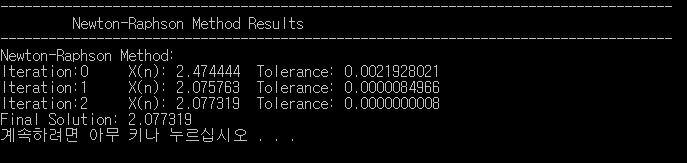 --------------------------------------------------------------------------------
Newton-Raphson Method Results
--------------------------------------------------------------------------------
Newton-Raphson Method:
Iteration:0 X(n): 2.474444 Tolerance: 0.0021928021
Iteration:1 X(n): 2.075763 Tolerance: 0.0000084966
Iteration:2 X(n): 2.077319 Tolerance: 0.0000000008
Final Solution: 2.077319
계속하려면 아무 키나 누르십시오 . . .